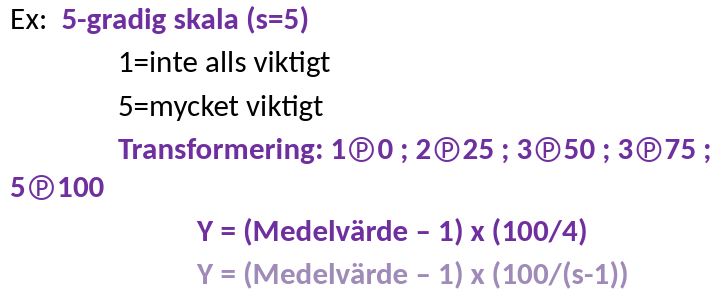 Ex: 5-gradig skala (s=5)
1=inte alls viktigt
5=mycket viktigt
Transformering: 1Ⓟ0 ; 2Ⓟ25 ; 3Ⓟ50 ; 3Ⓟ75 ;
5Ⓟ100
Y = (Medelvärde – 1) x (100/4)
Y = (Medelvärde – 1) x (100/(s-1))